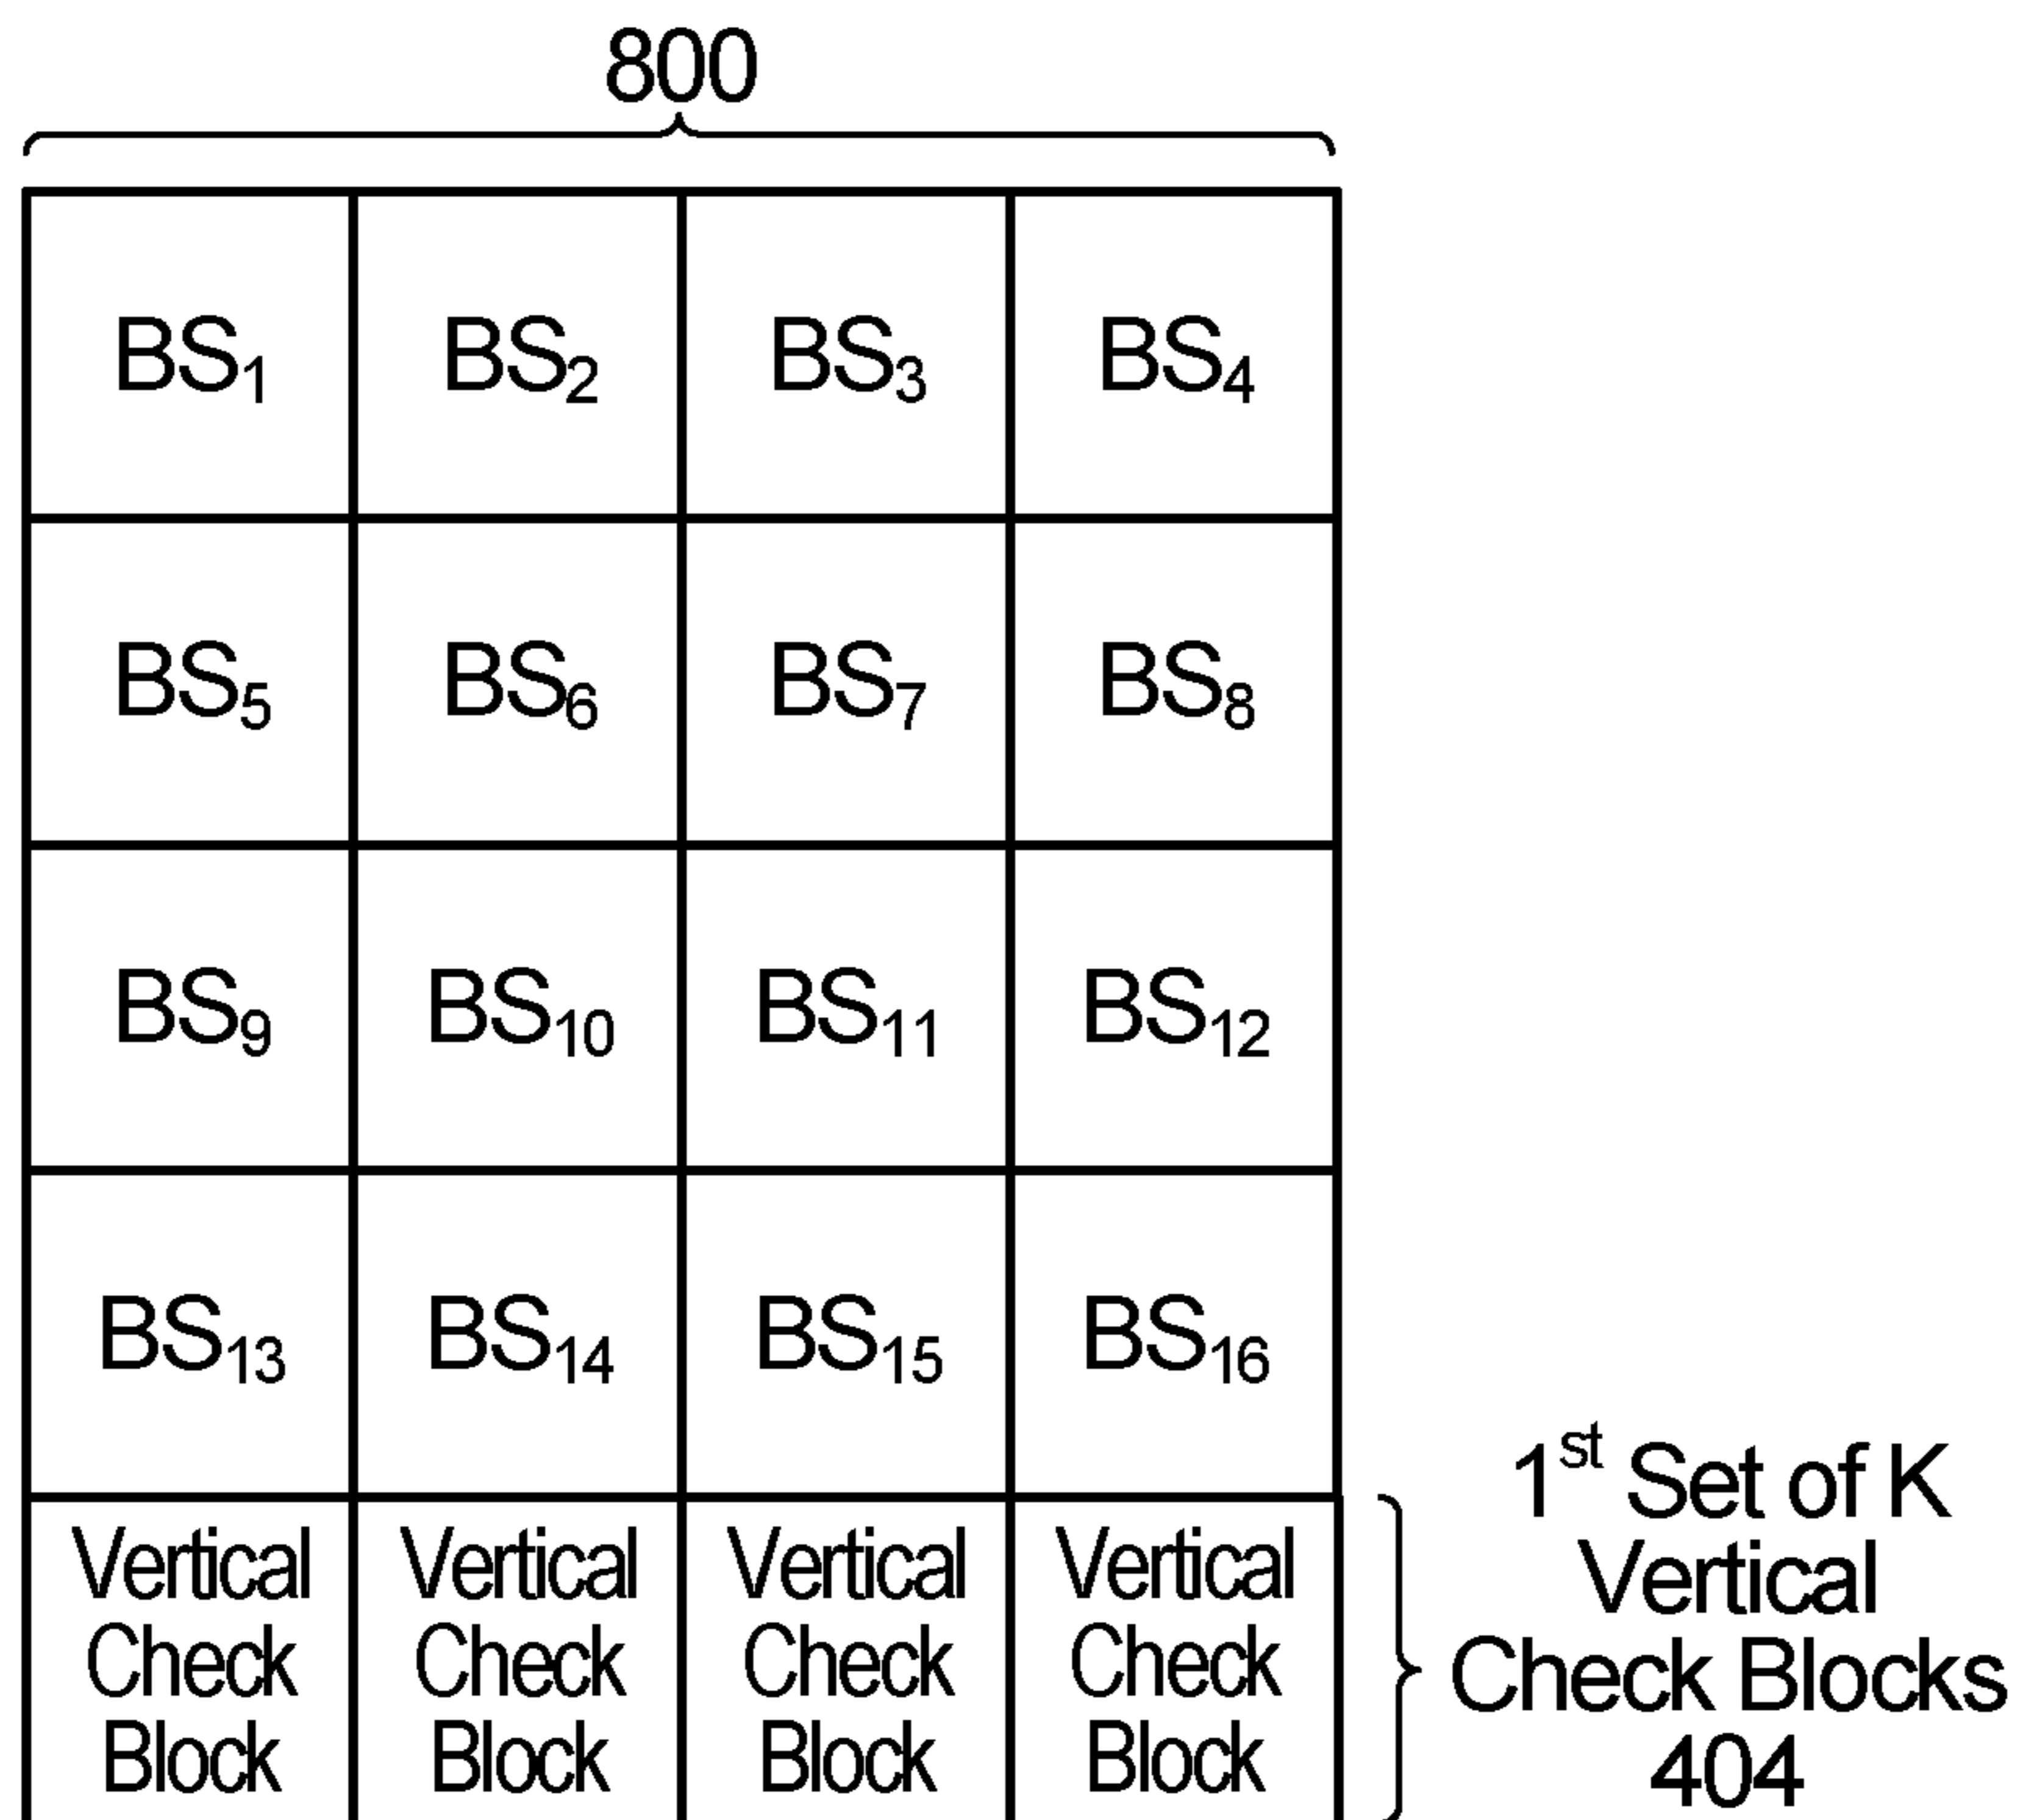 800
BS₁ BS₂ BS₃ BS₄
BS₅ BS₆ BS₇ BS₈
BS₉ BS₁₀ BS₁₁ BS₁₂
BS₁₃ BS₁₄ BS₁₅ BS₁₆
Vertical Vertical Vertical Vertical
Check Check Check Check
Block Block Block Block
1ˢᵗ Set of K
Vertical
Check Blocks
404